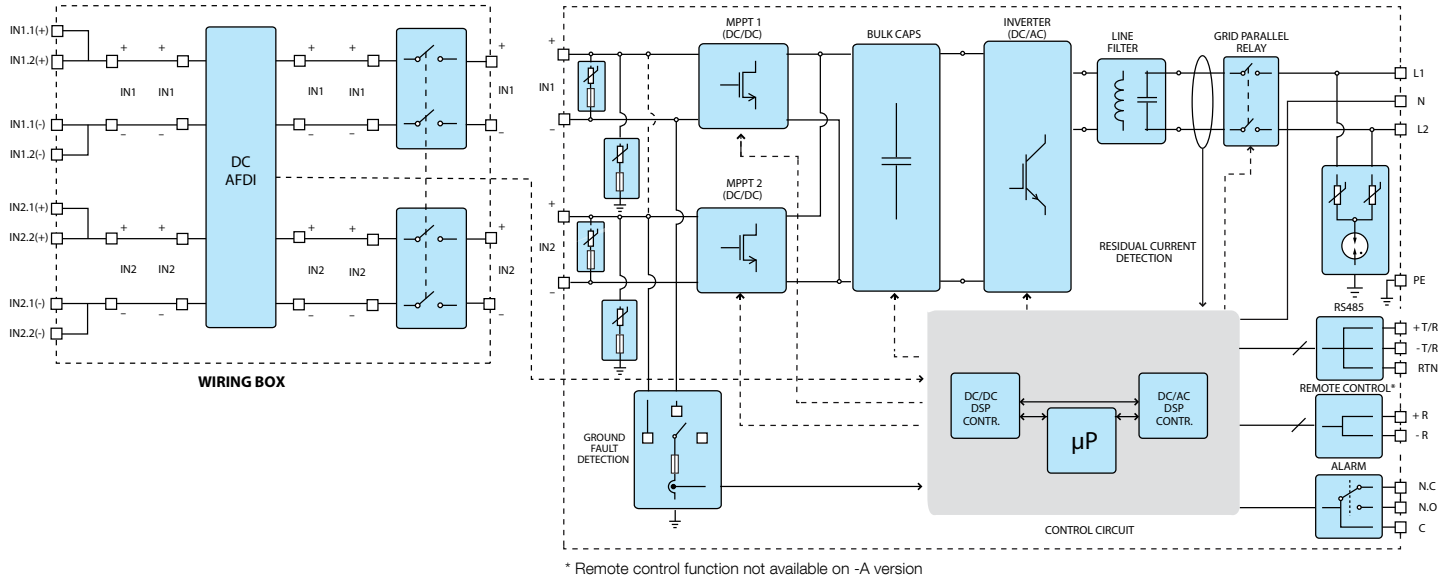 IN1.1(+)
IN1.2(+)
IN1.1(-)
IN1.2(-)
IN2.1(+)
IN2.2(+)
IN2.1(-)
IN2.2(-)
+ +
IN1 IN1
_ _
+ +
IN2 IN2
_ _
DC
AFDI
+ +
IN1 IN1
_ _
+ +
IN2 IN2
_ _
+
IN1
_
+
IN2
_
WIRING BOX
+
IN1
_
+
IN2
_
MPPT 1
(DC/DC)
MPPT 2
(DC/DC)
BULK CAPS
INVERTER
(DC/AC)
LINE
FILTER
GRID PARALLEL
RELAY
L1
N
L2
RESIDUAL CURRENT
DETECTION
PE
RS485
+ T/R
- T/R
RTN
REMOTE CONTROL*
+ R
- R
ALARM
N.C
N.O
C
GROUND
FAULT
DETECTION
DC/DC
DSP
CONTR.
µP
DC/AC
DSP
CONTR.
CONTROL CIRCUIT
* Remote control function not available on -A version